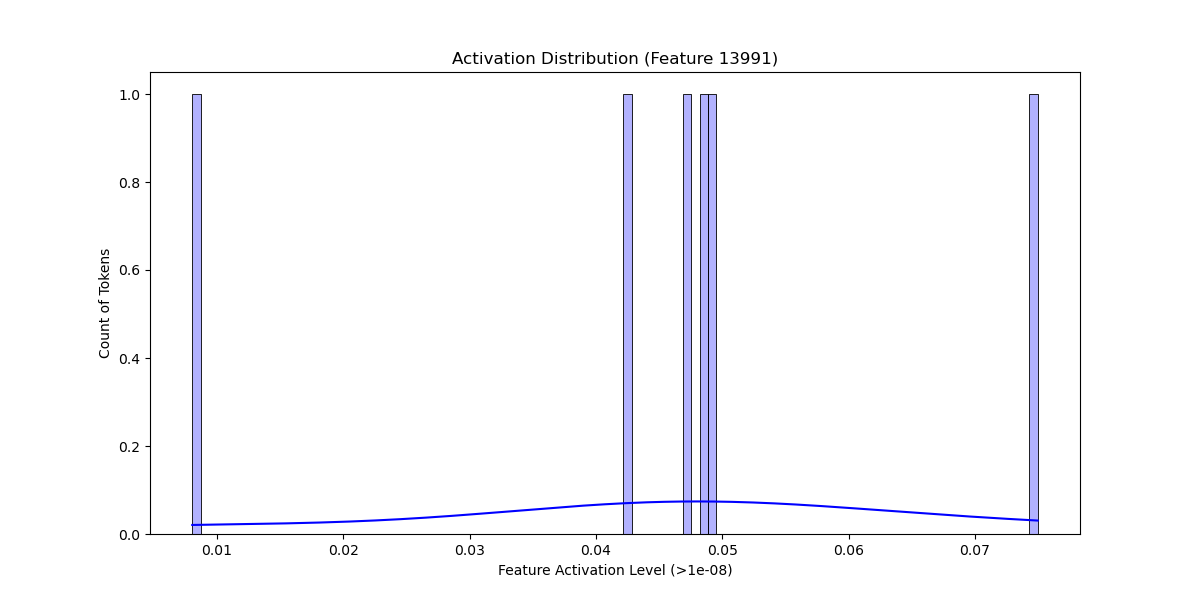 Activation Distribution (Feature 13991)
1.0
0.8
0.6
0.4
0.2
0.0
Count of Tokens
0.01 0.02 0.03 0.04 0.05 0.06 0.07
Feature Activation Level (>1e-08)